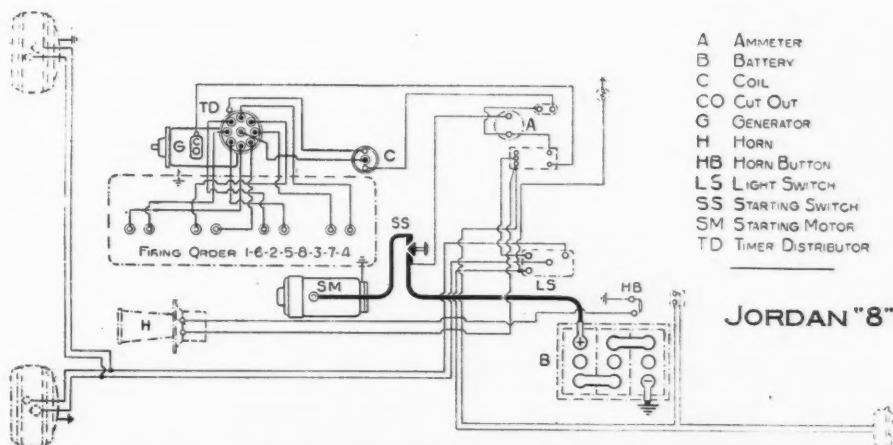 A AMMETER
B BATTERY
C COIL
CO CUT OUT
G GENERATOR
H HORN
HB HORN BUTTON
LS LIGHT SWITCH
SS STARTING SWITCH
SM STARTING MOTOR
TD TIMER DISTRIBUTOR
JORDAN "8"
TD
A
G
CO
C
SS
FIRING ORDER 1-6-2-5-8-3-7-4
SM
LS
HB
H
B